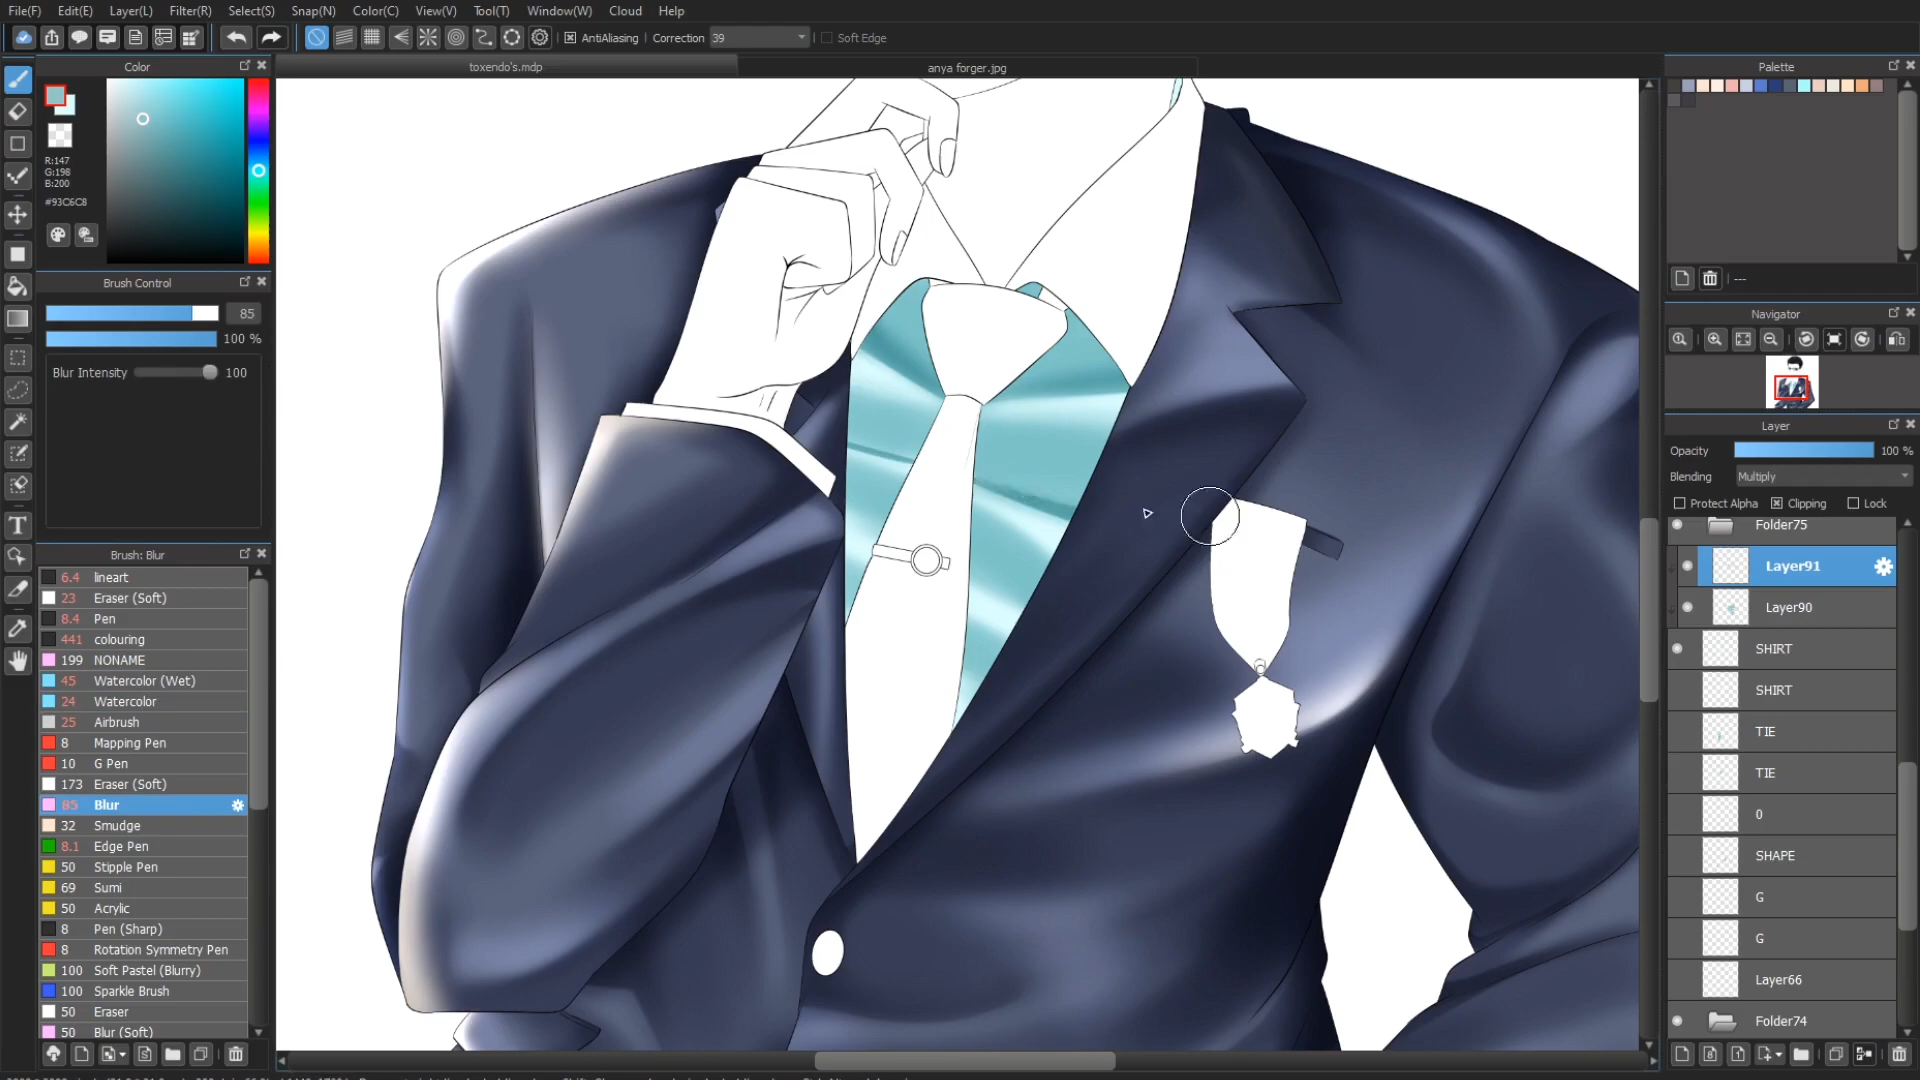 File(F) Edit(E) Layer(L) Filter(R) Select(S) Snap(N) Color(C) View(V) Tool(T) Window(W) Cloud Help
AntiAliasing Correction 39 Soft Edge
Color
toxendo's.mdp
anya forger.jpg
Palette
R:147
G:198
B:200
#93C6C8
---
Brush Control
85
100 %
Blur Intensity 100
Navigator
Layer
Opacity 100 %
Blending Multiply
Protect Alpha Clipping Lock
Folder75
Layer91
Layer90
SHIRT
SHIRT
TIE
TIE
0
SHAPE
G
G
Layer66
Folder74
Brush: Blur
6.4 lineart
23 Eraser (Soft)
8.4 Pen
441 colouring
199 NONAME
45 Watercolor (Wet)
24 Watercolor
25 Airbrush
8 Mapping Pen
10 G Pen
173 Eraser (Soft)
85 Blur
32 Smudge
8.1 Edge Pen
50 Stipple Pen
69 Sumi
50 Acrylic
8 Pen (Sharp)
8 Rotation Symmetry Pen
100 Soft Pastel (Blurry)
100 Sparkle Brush
50 Eraser
50 Blur (Soft)